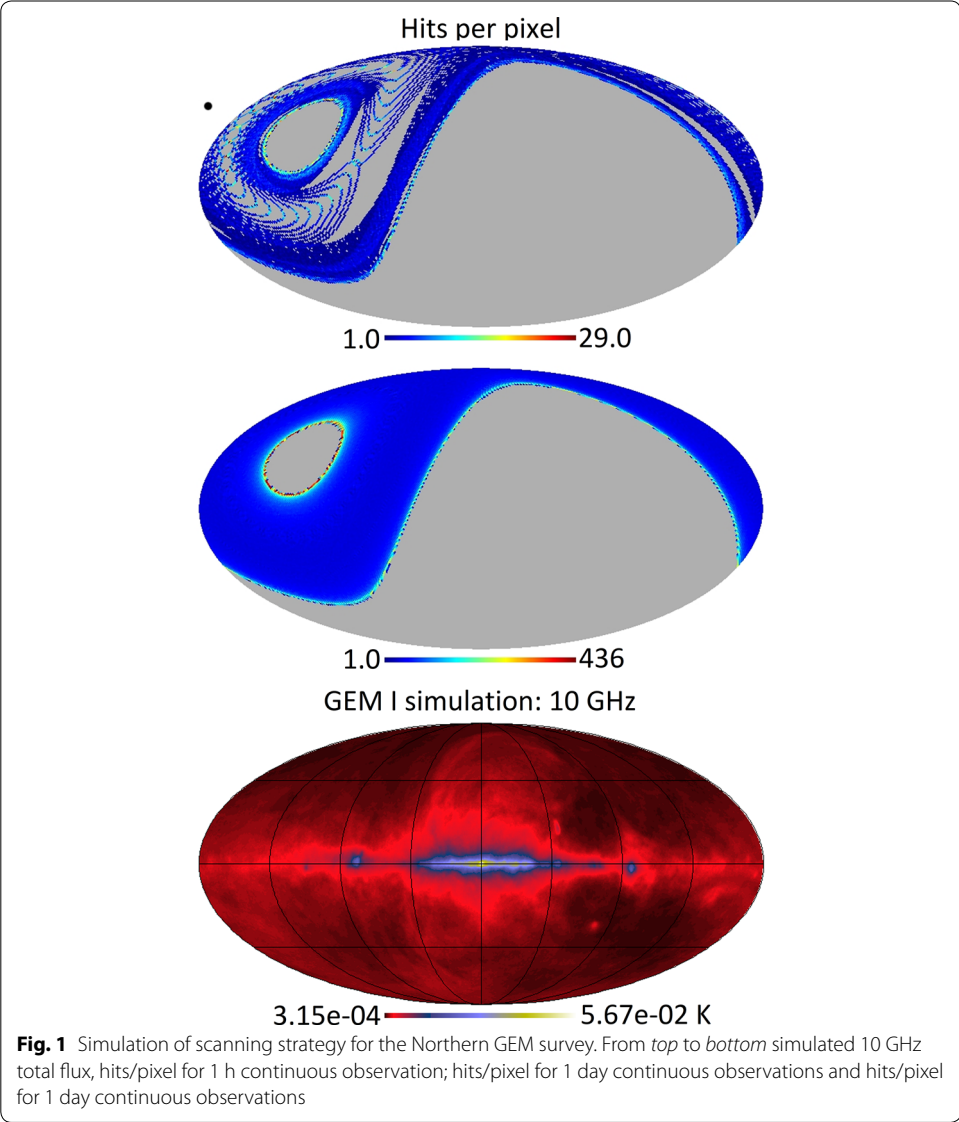 Hits per pixel
1.0 29.0
1.0 436
GEM I simulation: 10 GHz
3.15e-04 5.67e-02 K
Fig. 1 Simulation of scanning strategy for the Northern GEM survey. From top to bottom simulated 10 GHz
total flux, hits/pixel for 1 h continuous observation; hits/pixel for 1 day continuous observations and hits/pixel
for 1 day continuous observations